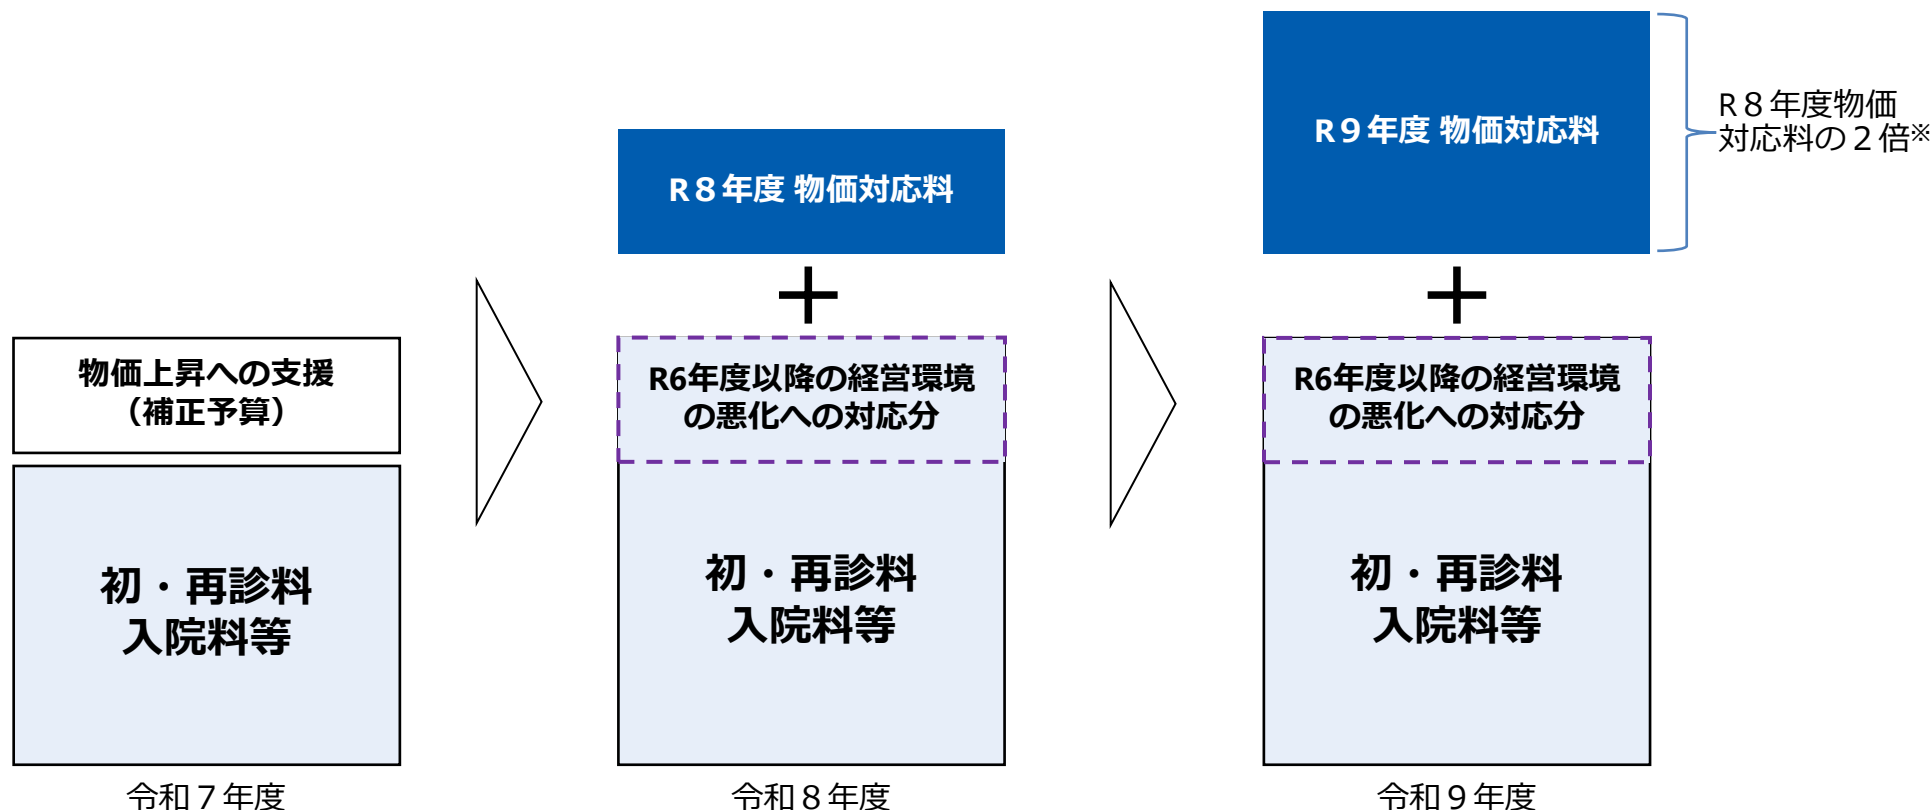 R９年度 物価対応料
R８年度物価
対応料の２倍※
R８年度 物価対応料
＋
＋
物価上昇への支援
（補正予算）
R6年度以降の経営環境
の悪化への対応分
R6年度以降の経営環境
の悪化への対応分
初・再診料
入院料等
初・再診料
入院料等
初・再診料
入院料等
令和７年度
令和８年度
令和９年度